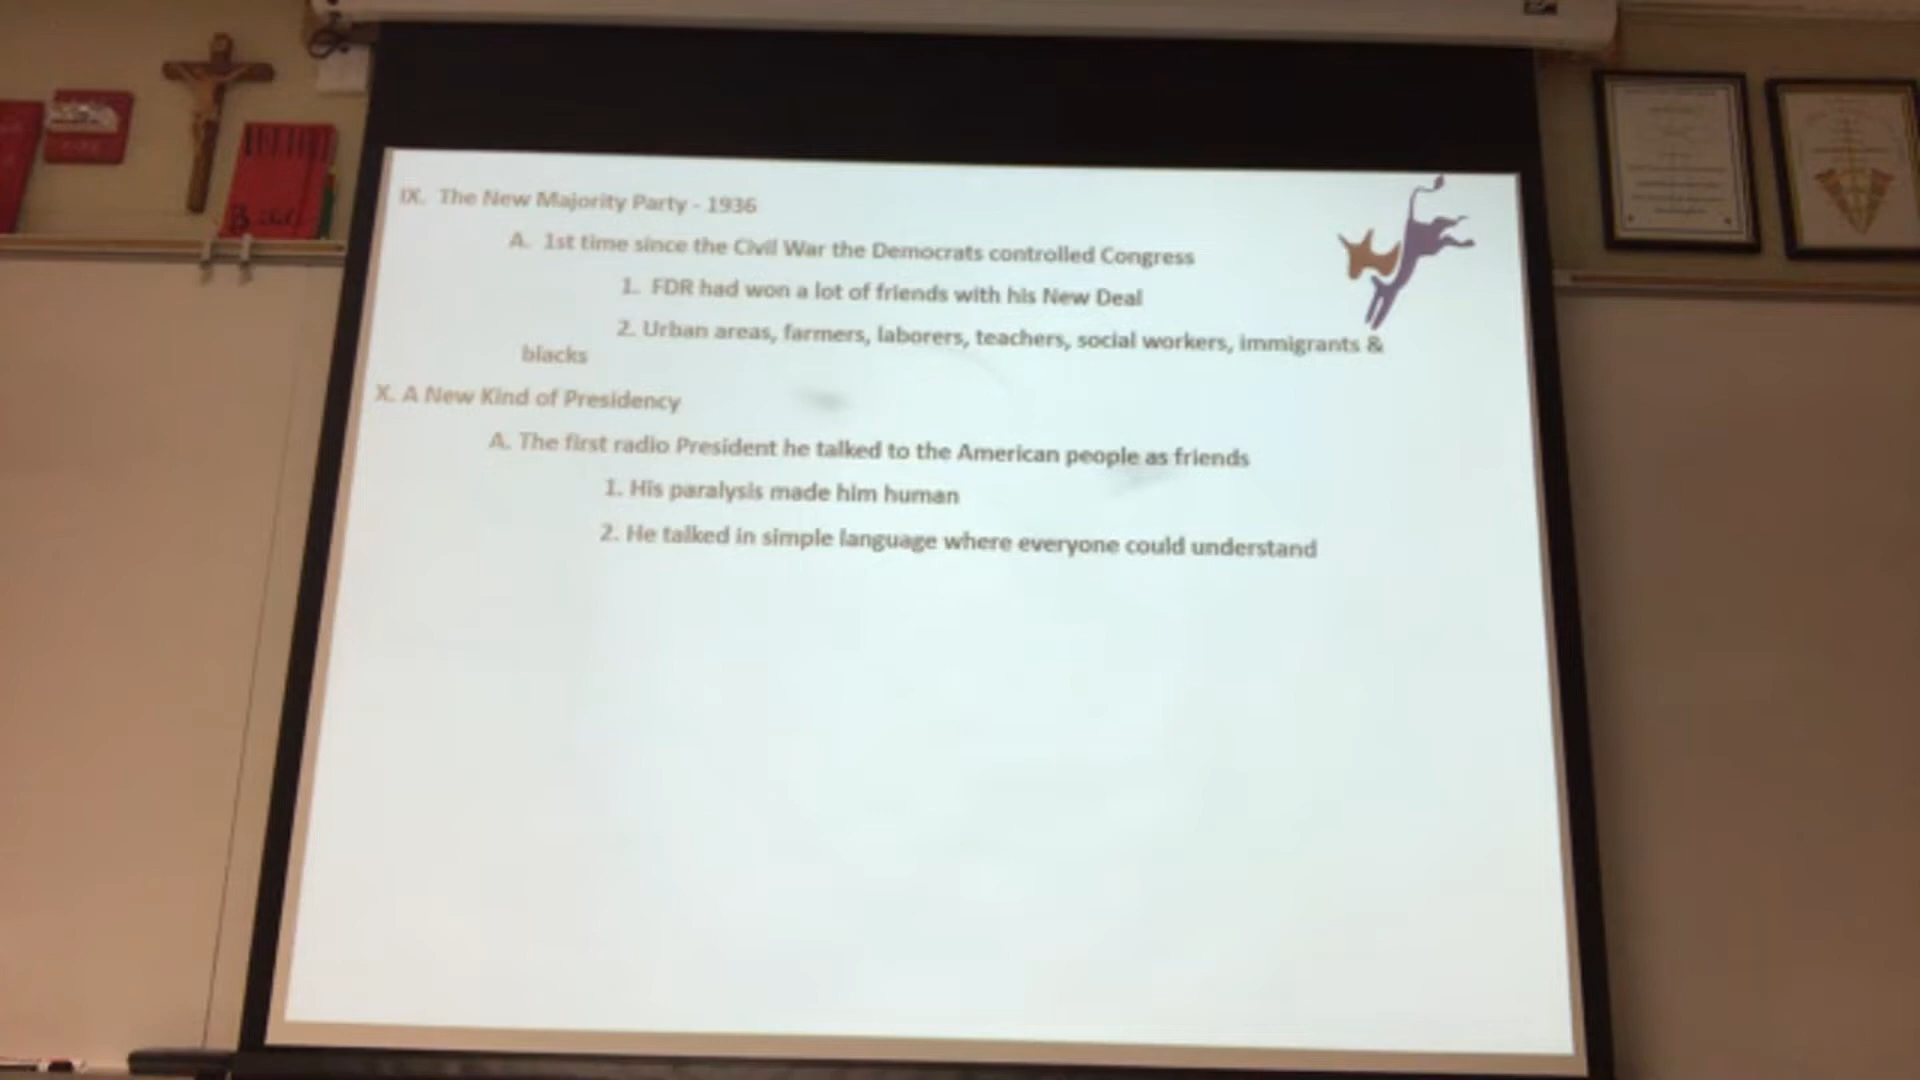 IX. The New Majority Party - 1936
A. 1st time since the Civil War the Democrats controlled Congress
1. FDR had won a lot of friends with his New Deal
2. Urban areas, farmers, laborers, teachers, social workers, immigrants &
blacks
X. A New Kind of Presidency
A. The first radio President he talked to the American people as friends
1. His paralysis made him human
2. He talked in simple language where everyone could understand